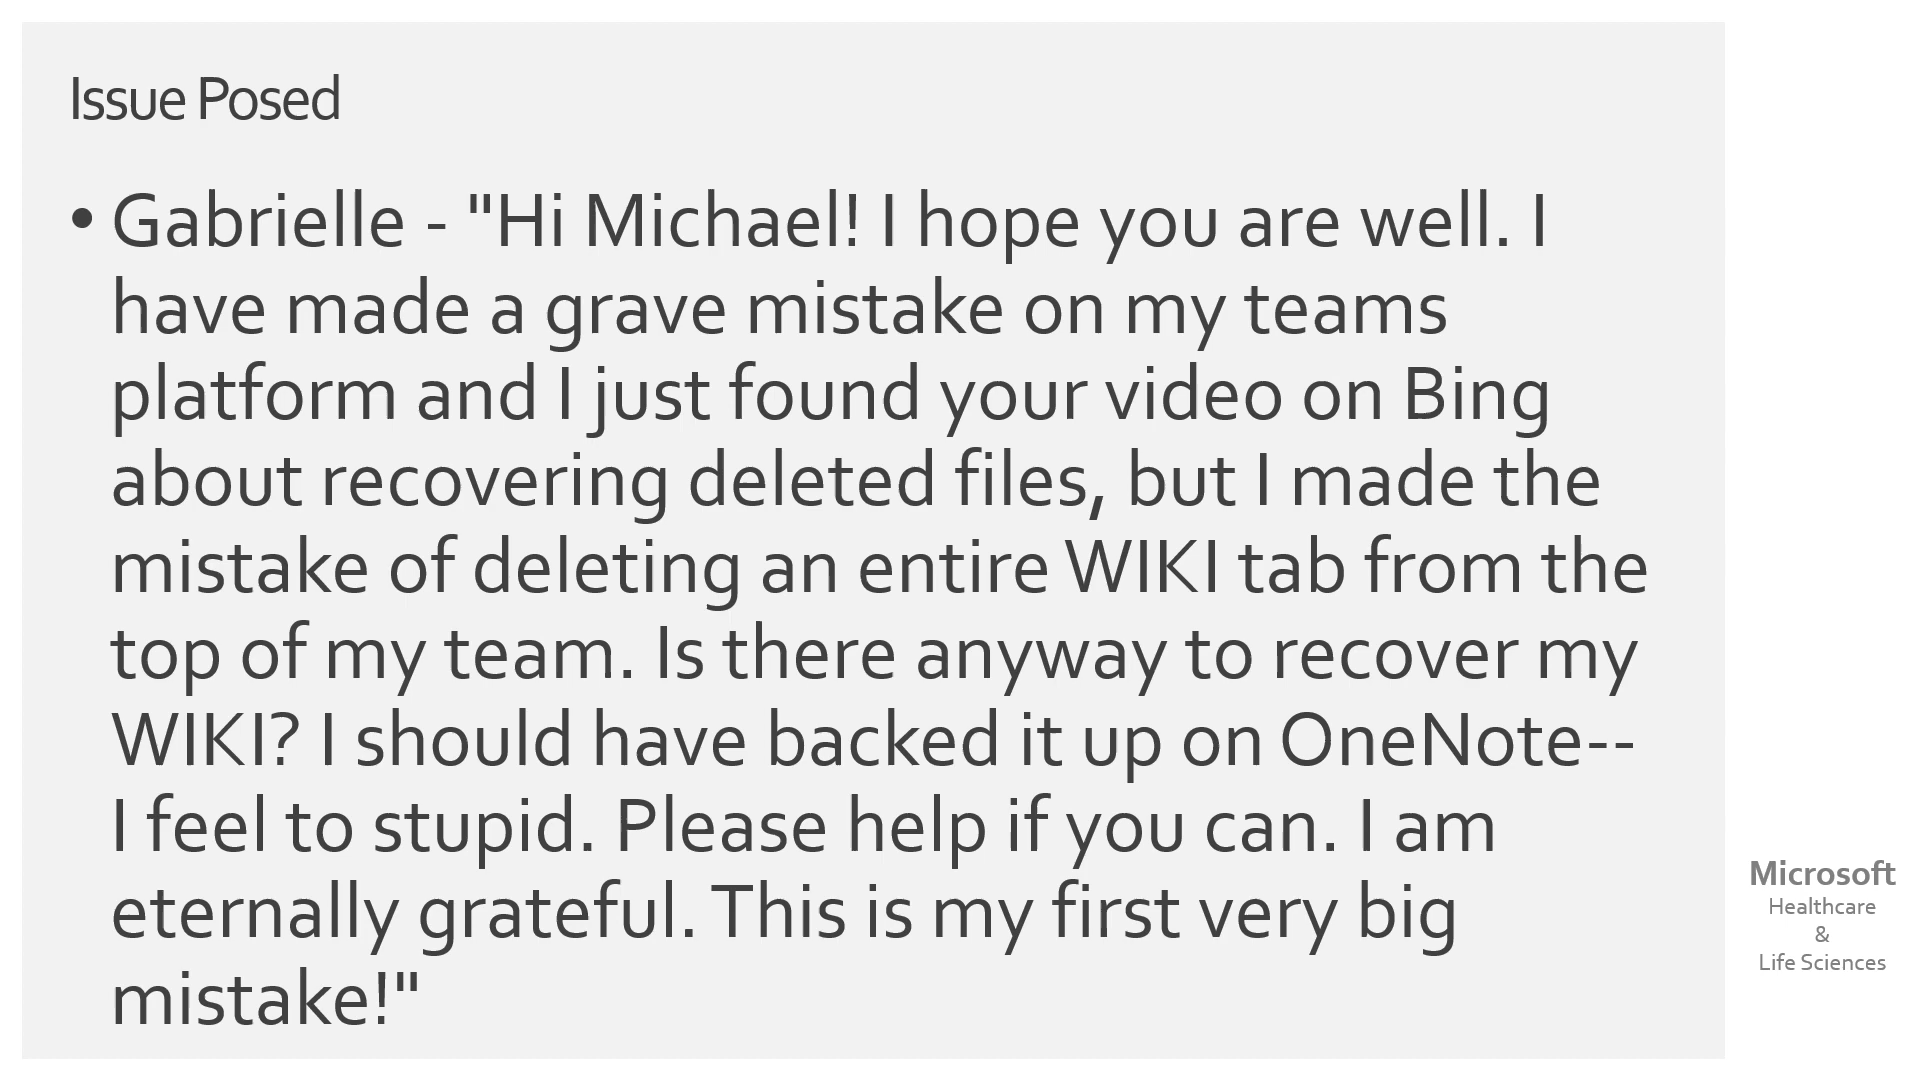 Issue Posed
• Gabrielle - "Hi Michael! I hope you are well. I
have made a grave mistake on my teams
platform and I just found your video on Bing
about recovering deleted files, but I made the
mistake of deleting an entire WIKI tab from the
top of my team. Is there anyway to recover my
WIKI? I should have backed it up on OneNote--
I feel to stupid. Please help if you can. I am
eternally grateful. This is my first very big
mistake!"
Microsoft
Healthcare
&
Life Sciences